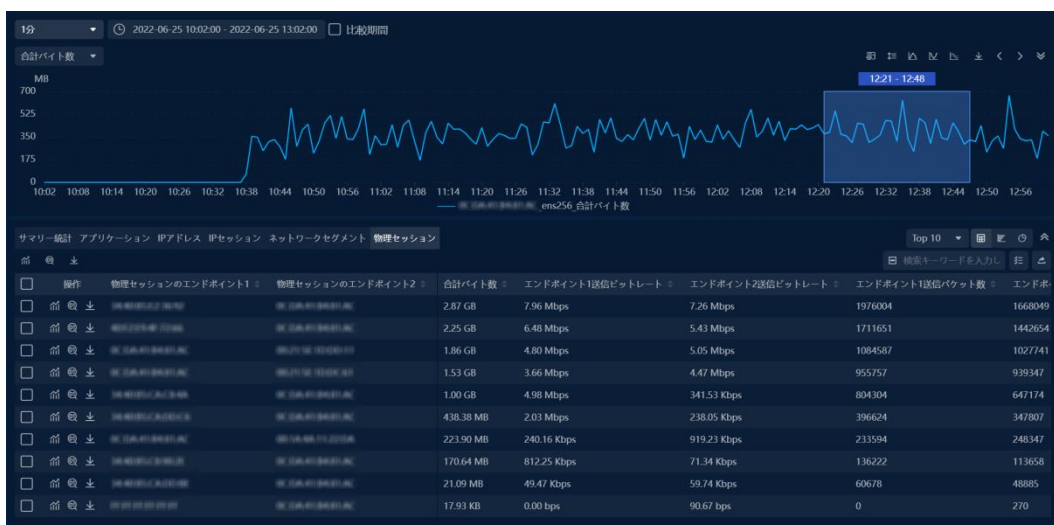 1分 2022-06-25 10:02:00 - 2022-06-25 13:02:00 比較期間
合計バイト数
MB 12:21 - 12:48
700
525
350
175
0
10:02 10:08 10:14 10:20 10:26 10:32 10:38 10:44 10:50 10:56 11:02 11:08 11:14 11:20 11:26 11:32 11:38 11:44 11:50 11:56 12:02 12:08 12:14 12:20 12:26 12:32 12:38 12:44 12:50 12:56
_ens256_合計バイト数
サマリー統計 アプリケーション IPアドレス IPセッション ネットワークセグメント 物理セッション Top 10
検索キーワードを入力し
操作 物理セッションのエンドポイント1 物理セッションのエンドポイント2 合計バイト数 エンドポイント1送信ビットレート エンドポイント2送信ビットレート エンドポイント1送信パケット数 エンドポ
2.87 GB 7.96 Mbps 7.26 Mbps 1976004 1668049
2.25 GB 6.48 Mbps 5.43 Mbps 1711651 1442654
1.86 GB 4.80 Mbps 5.05 Mbps 1084587 1027741
1.53 GB 3.66 Mbps 4.47 Mbps 955757 939347
1.00 GB 4.98 Mbps 341.53 Kbps 804304 647174
438.38 MB 2.03 Mbps 238.05 Kbps 396624 347807
223.90 MB 240.16 Kbps 919.23 Kbps 233594 248347
170.64 MB 812.25 Kbps 71.34 Kbps 136222 113658
21.09 MB 49.47 Kbps 59.74 Kbps 60678 48885
17.93 KB 0.00 bps 90.67 bps 0 270